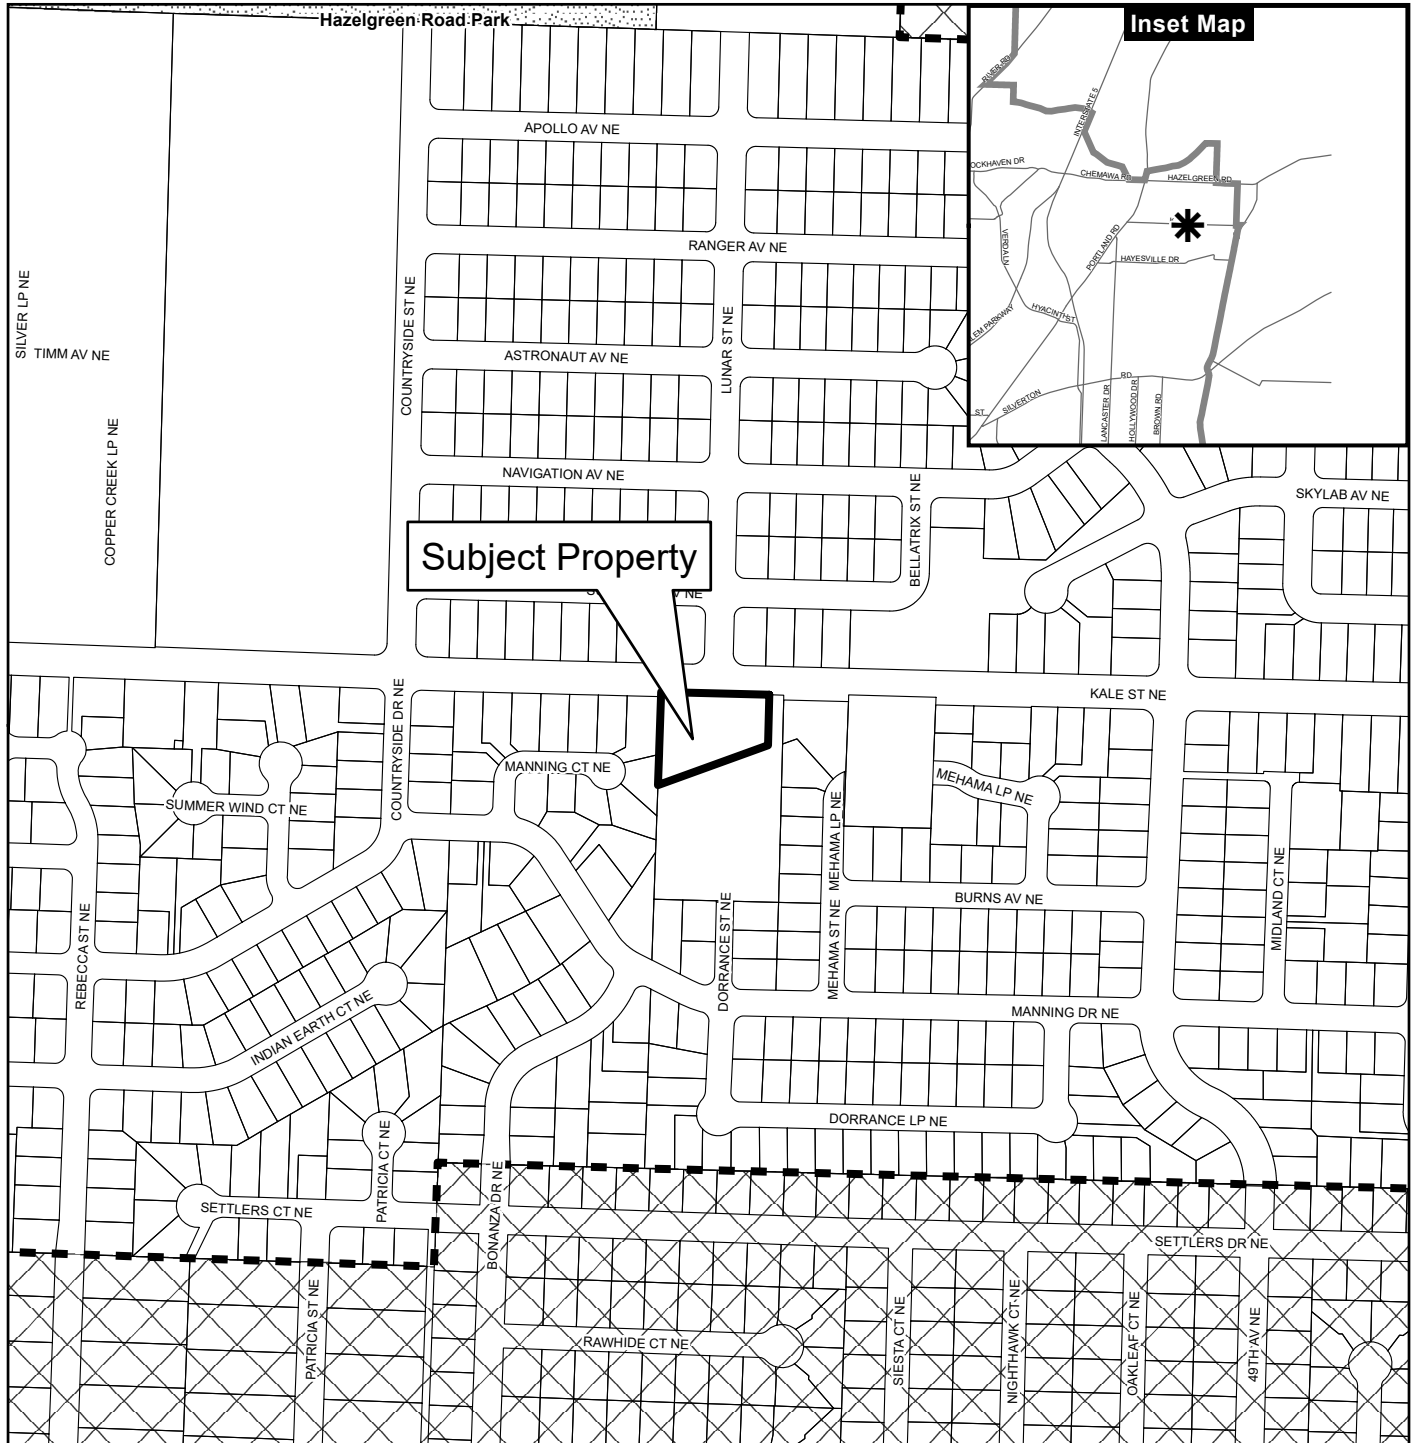 Hazelgreen Road Park
Inset Map
RIVER RD
INTERSTATE 5
OCKHAVEN DR
CHEMAWA RD
HAZELGREEN RD
PORTLAND RD
VERDA LN
HAYESVILLE DR
HYACINTH ST
LEM PARKWAY
RD
SILVERTON
ST
LANCASTER DR
HOLLYWOOD DR
BROWN RD
APOLLO AV NE
RANGER AV NE
SILVER LP NE
TIMM AV NE
COUNTRYSIDE ST NE
LUNAR ST NE
ASTRONAUT AV NE
COPPER CREEK LP NE
NAVIGATION AV NE
BELLATRIX ST NE
SKYLAB AV NE
Subject Property
AV NE
KALE ST NE
COUNTRYSIDE DR NE
MANNING CT NE
SUMMER WIND CT NE
MEHAMA LP NE
MEHAMA LP NE
BURNS AV NE
MIDLAND CT NE
REBECCA ST NE
DORRANCE ST NE
MEHAMA ST NE
INDIAN EARTH CT NE
MANNING DR NE
DORRANCE LP NE
PATRICIA CT NE
SETTLERS CT NE
BONANZA DR NE
SETTLERS DR NE
PATRICIA ST NE
RAWHIDE CT NE
SIESTA CT NE
NIGHTHAWK CT NE
OAKLEAF CT NE
49TH AV NE